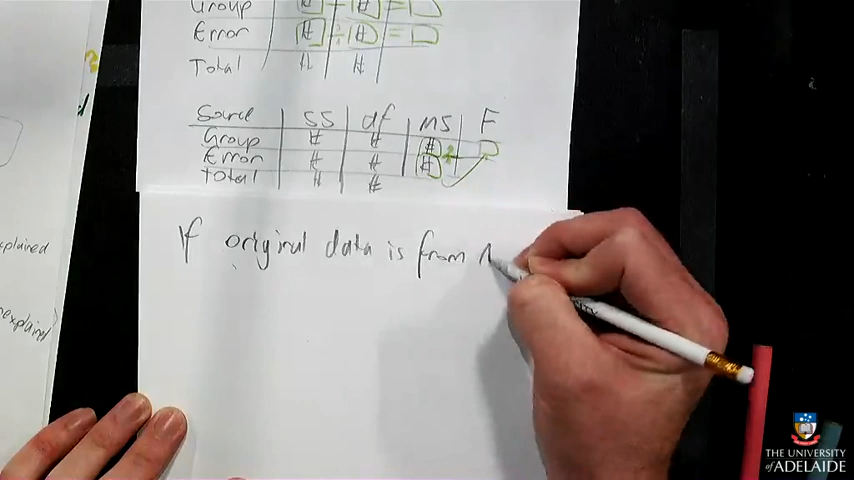 Group # ÷ # =
Error # ÷ # =
Total # #
Source SS df MS F
Group # # # ÷
Error # # #
Total # #
If original data is from
xplained
nexplained
THE UNIVERSITY
of ADELAIDE